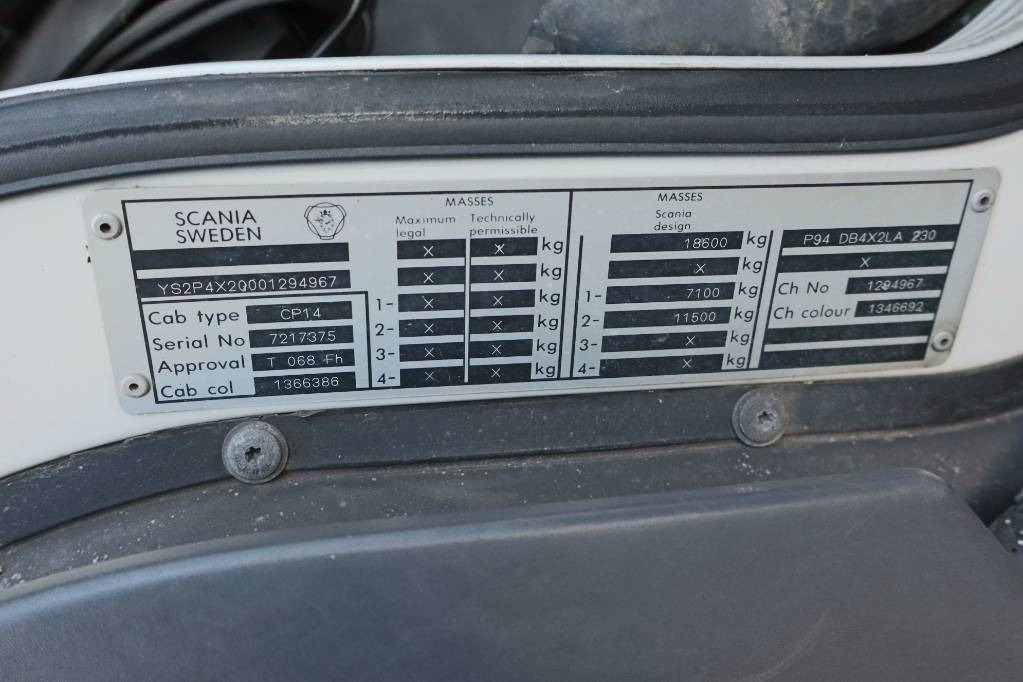 SCANIA
SWEDEN
YS2P4X20001294967
Cab type CP14
Serial No 7217375
Approval T 068 Fh
Cab col 1366386
MASSES
Maximum legal Technically permissible
X X kg
X X kg
1- X X kg
2- X X kg
3- X X kg
4- X X kg
MASSES
Scania design
18600 kg
X kg
1- 7100 kg
2- 11500 kg
3- X kg
4- X kg
P94 DB4X2LA 230
X
Ch No 1294967
Ch colour 1346692